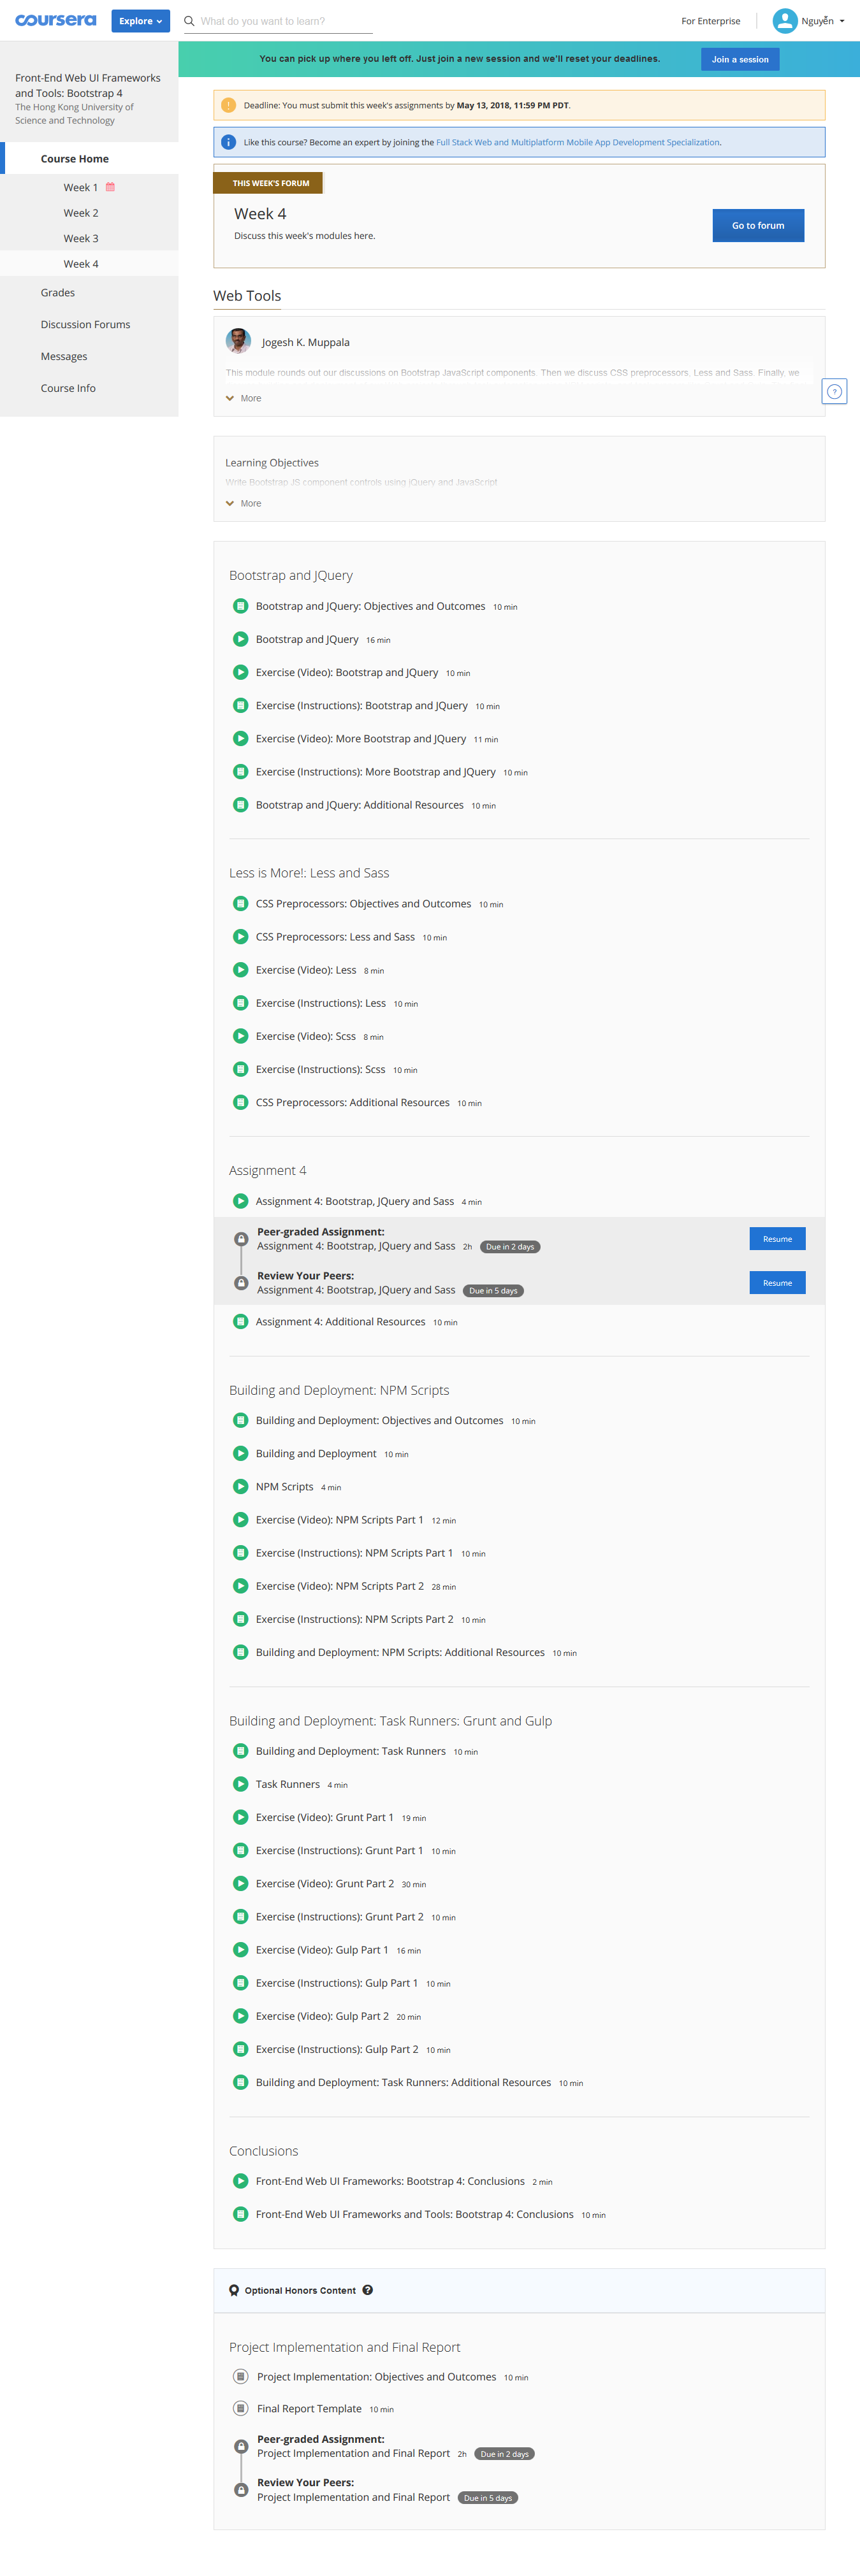 coursera
Explore
What do you want to learn?
For Enterprise
Nguyễn
You can pick up where you left off. Just join a new session and we'll reset your deadlines.
Join a session
Front-End Web UI Frameworks
and Tools: Bootstrap 4
The Hong Kong University of
Science and Technology
Course Home
Week 1
Week 2
Week 3
Week 4
Grades
Discussion Forums
Messages
Course Info
Deadline: You must submit this week's assignments by May 13, 2018, 11:59 PM PDT.
Like this course? Become an expert by joining the Full Stack Web and Multiplatform Mobile App Development Specialization.
THIS WEEK'S FORUM
Week 4
Discuss this week's modules here.
Go to forum
Web Tools
Jogesh K. Muppala
This module rounds out our discussions on Bootstrap JavaScript components. Then we discuss CSS preprocessors, Less and Sass. Finally, we
More
Learning Objectives
Write Bootstrap JS component controls using jQuery and JavaScript
More
Bootstrap and JQuery
Bootstrap and JQuery: Objectives and Outcomes 10 min
Bootstrap and JQuery 16 min
Exercise (Video): Bootstrap and JQuery 10 min
Exercise (Instructions): Bootstrap and JQuery 10 min
Exercise (Video): More Bootstrap and JQuery 11 min
Exercise (Instructions): More Bootstrap and JQuery 10 min
Bootstrap and JQuery: Additional Resources 10 min
Less is More!: Less and Sass
CSS Preprocessors: Objectives and Outcomes 10 min
CSS Preprocessors: Less and Sass 10 min
Exercise (Video): Less 8 min
Exercise (Instructions): Less 10 min
Exercise (Video): Scss 8 min
Exercise (Instructions): Scss 10 min
CSS Preprocessors: Additional Resources 10 min
Assignment 4
Assignment 4: Bootstrap, JQuery and Sass 4 min
Peer-graded Assignment:
Assignment 4: Bootstrap, JQuery and Sass 2h Due in 2 days
Resume
Review Your Peers:
Assignment 4: Bootstrap, JQuery and Sass Due in 5 days
Resume
Assignment 4: Additional Resources 10 min
Building and Deployment: NPM Scripts
Building and Deployment: Objectives and Outcomes 10 min
Building and Deployment 10 min
NPM Scripts 4 min
Exercise (Video): NPM Scripts Part 1 12 min
Exercise (Instructions): NPM Scripts Part 1 10 min
Exercise (Video): NPM Scripts Part 2 28 min
Exercise (Instructions): NPM Scripts Part 2 10 min
Building and Deployment: NPM Scripts: Additional Resources 10 min
Building and Deployment: Task Runners: Grunt and Gulp
Building and Deployment: Task Runners 10 min
Task Runners 4 min
Exercise (Video): Grunt Part 1 19 min
Exercise (Instructions): Grunt Part 1 10 min
Exercise (Video): Grunt Part 2 30 min
Exercise (Instructions): Grunt Part 2 10 min
Exercise (Video): Gulp Part 1 16 min
Exercise (Instructions): Gulp Part 1 10 min
Exercise (Video): Gulp Part 2 20 min
Exercise (Instructions): Gulp Part 2 10 min
Building and Deployment: Task Runners: Additional Resources 10 min
Conclusions
Front-End Web UI Frameworks: Bootstrap 4: Conclusions 2 min
Front-End Web UI Frameworks and Tools: Bootstrap 4: Conclusions 10 min
Optional Honors Content
Project Implementation and Final Report
Project Implementation: Objectives and Outcomes 10 min
Final Report Template 10 min
Peer-graded Assignment:
Project Implementation and Final Report 2h Due in 2 days
Review Your Peers:
Project Implementation and Final Report Due in 5 days